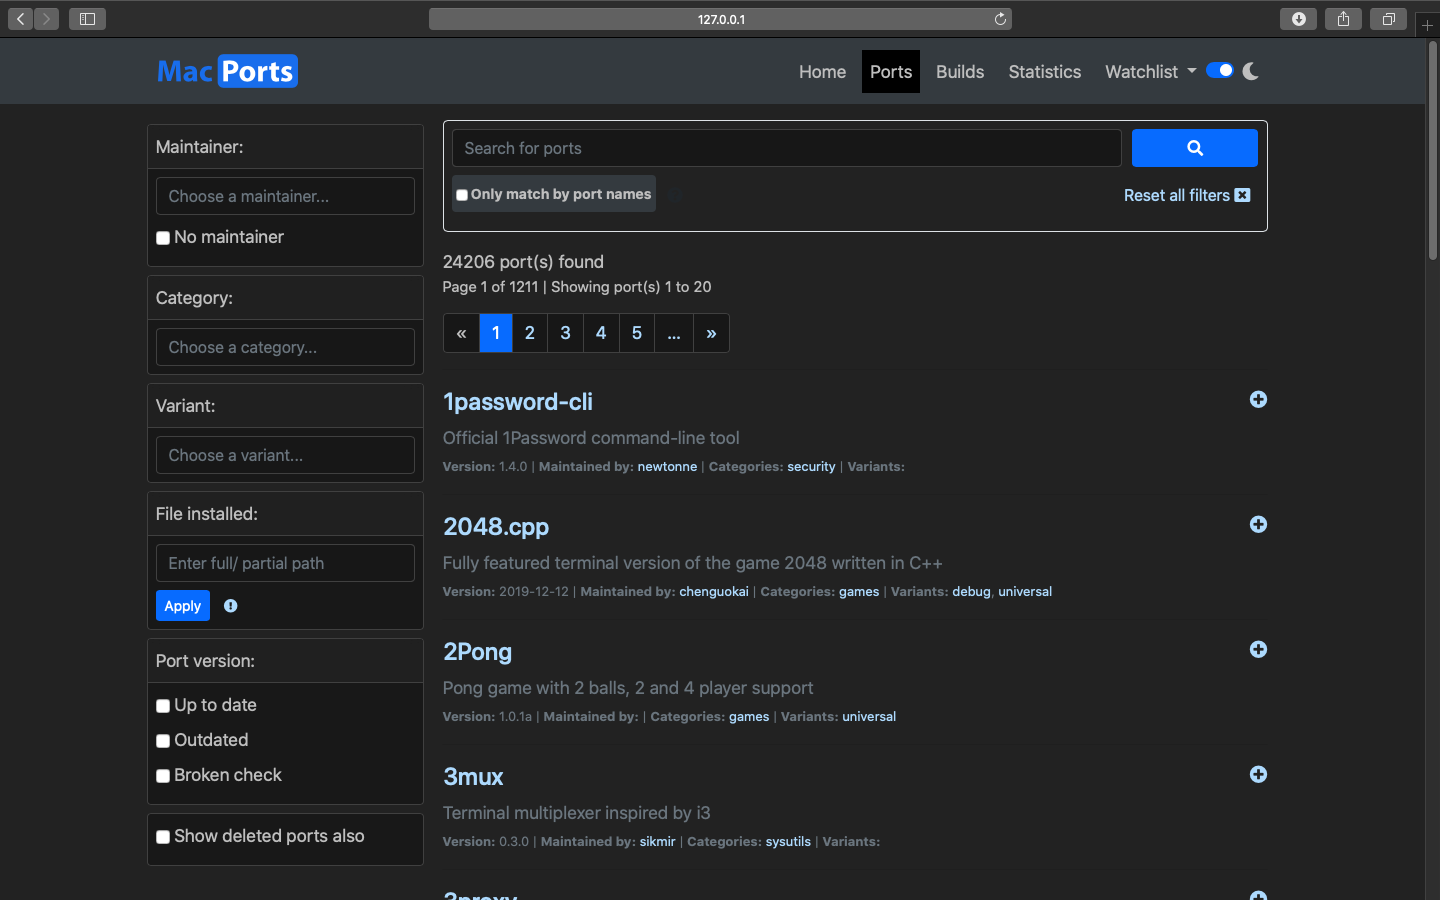 127.0.0.1
MacPorts
Home Ports Builds Statistics Watchlist
Maintainer:
Choose a maintainer...
No maintainer
Category:
Choose a category...
Variant:
Choose a variant...
File installed:
Enter full/ partial path
Apply
Port version:
Up to date
Outdated
Broken check
Show deleted ports also
Search for ports
Only match by port names
Reset all filters
24206 port(s) found
Page 1 of 1211 | Showing port(s) 1 to 20
« 1 2 3 4 5 ... »
1password-cli
Official 1Password command-line tool
Version: 1.4.0 | Maintained by: newtonne | Categories: security | Variants:
2048.cpp
Fully featured terminal version of the game 2048 written in C++
Version: 2019-12-12 | Maintained by: chenguokai | Categories: games | Variants: debug, universal
2Pong
Pong game with 2 balls, 2 and 4 player support
Version: 1.0.1a | Maintained by: | Categories: games | Variants: universal
3mux
Terminal multiplexer inspired by i3
Version: 0.3.0 | Maintained by: sikmir | Categories: sysutils | Variants:
3proxy